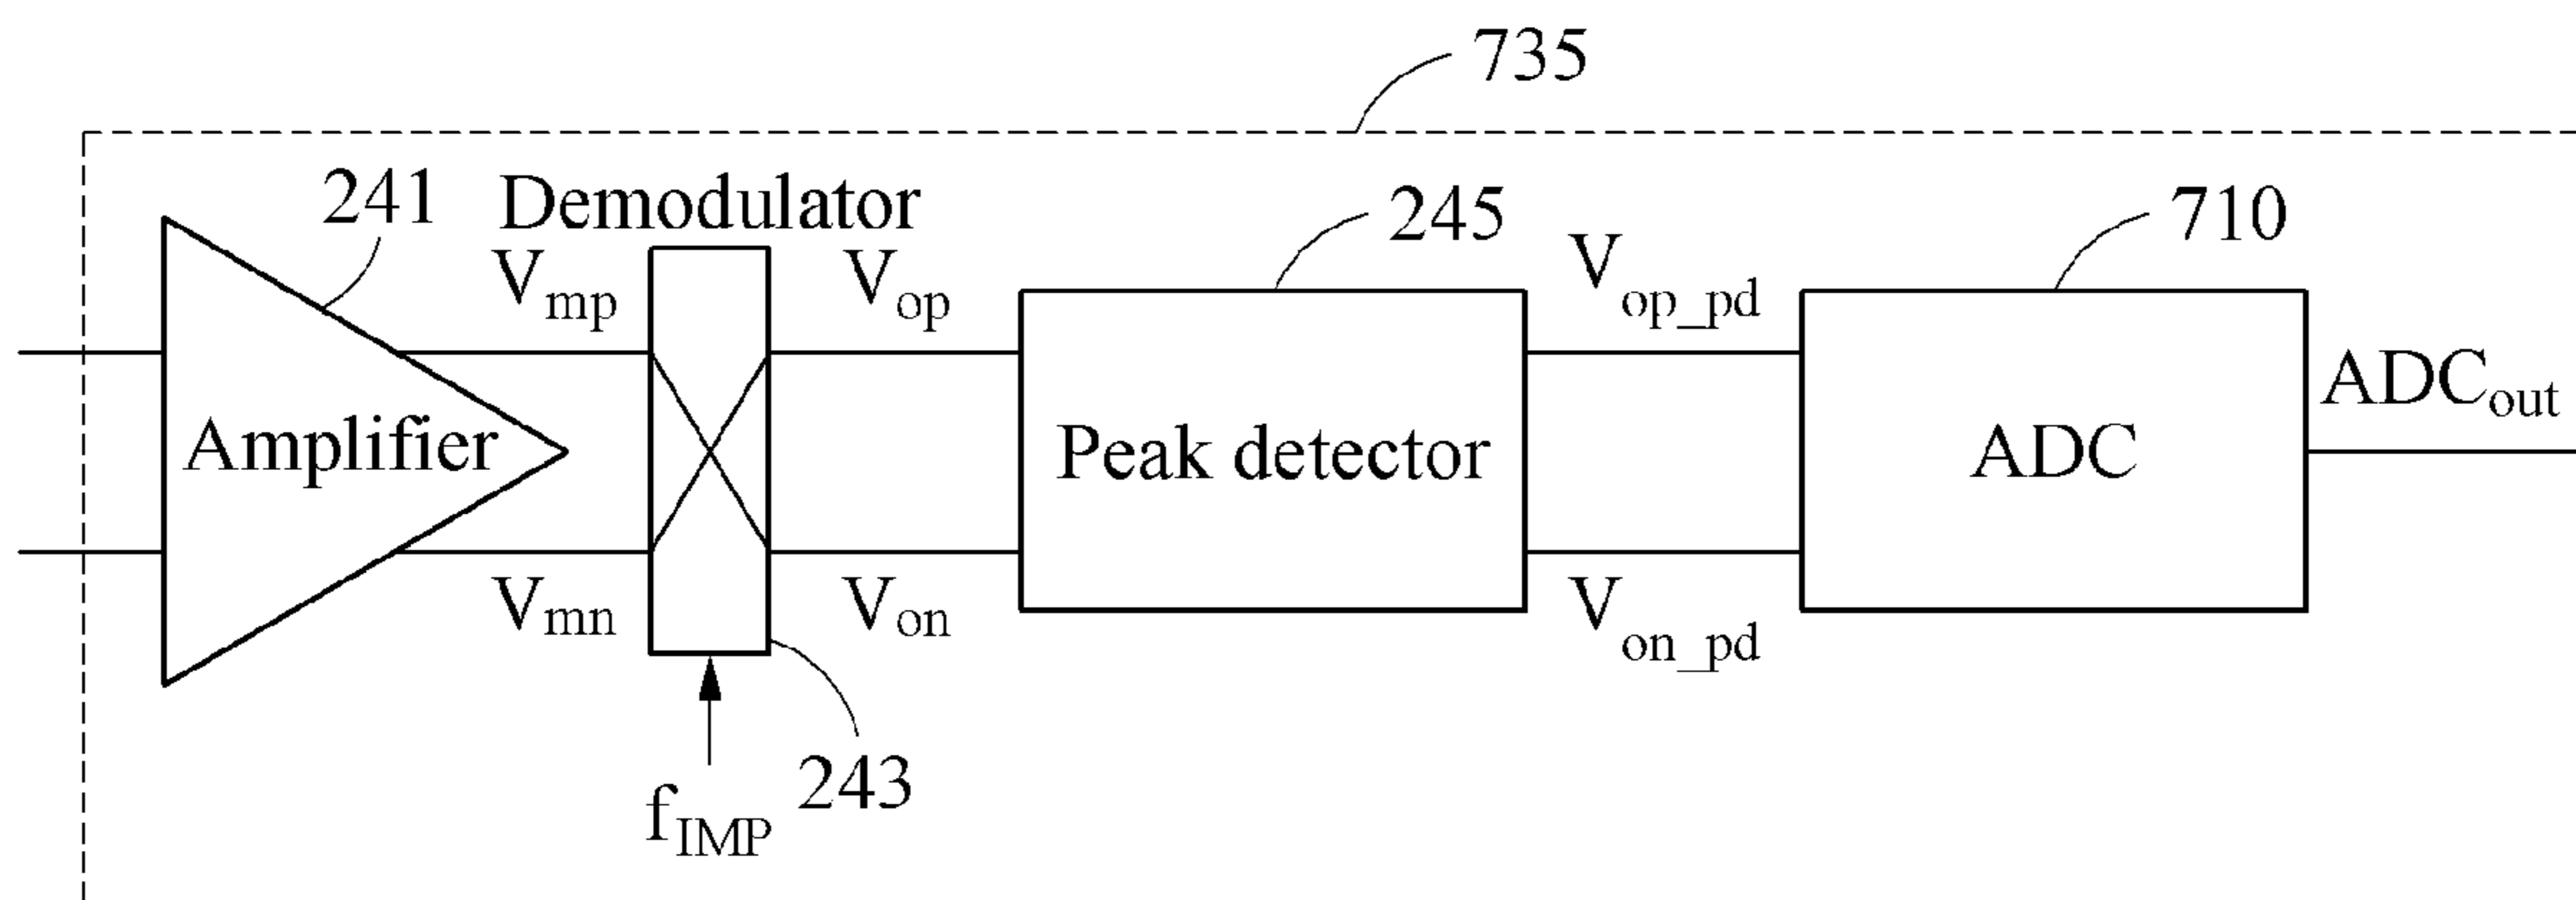 735
241
Demodulator
245
710
Vmp
Vop
Vop_pd
ADCout
Amplifier
Peak detector
ADC
Vmn
Von
Von_pd
243
fIMP